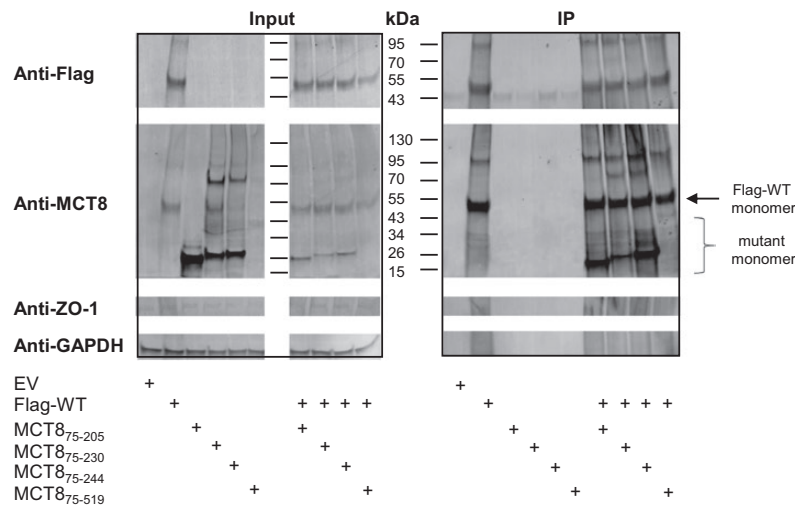 Input kDa IP
Anti-Flag
95
70
55
43
Anti-MCT8
130
95
70
55
43
34
26
15
Flag-WT
monomer
mutant
monomer
Anti-ZO-1
Anti-GAPDH
EV + +
Flag-WT + + + + + + + + + +
MCT8₇₅₋₂₀₅ + + + +
MCT8₇₅₋₂₃₀ + + + +
MCT8₇₅₋₂₄₄ + + + +
MCT8₇₅₋₅₁₉ + + + +